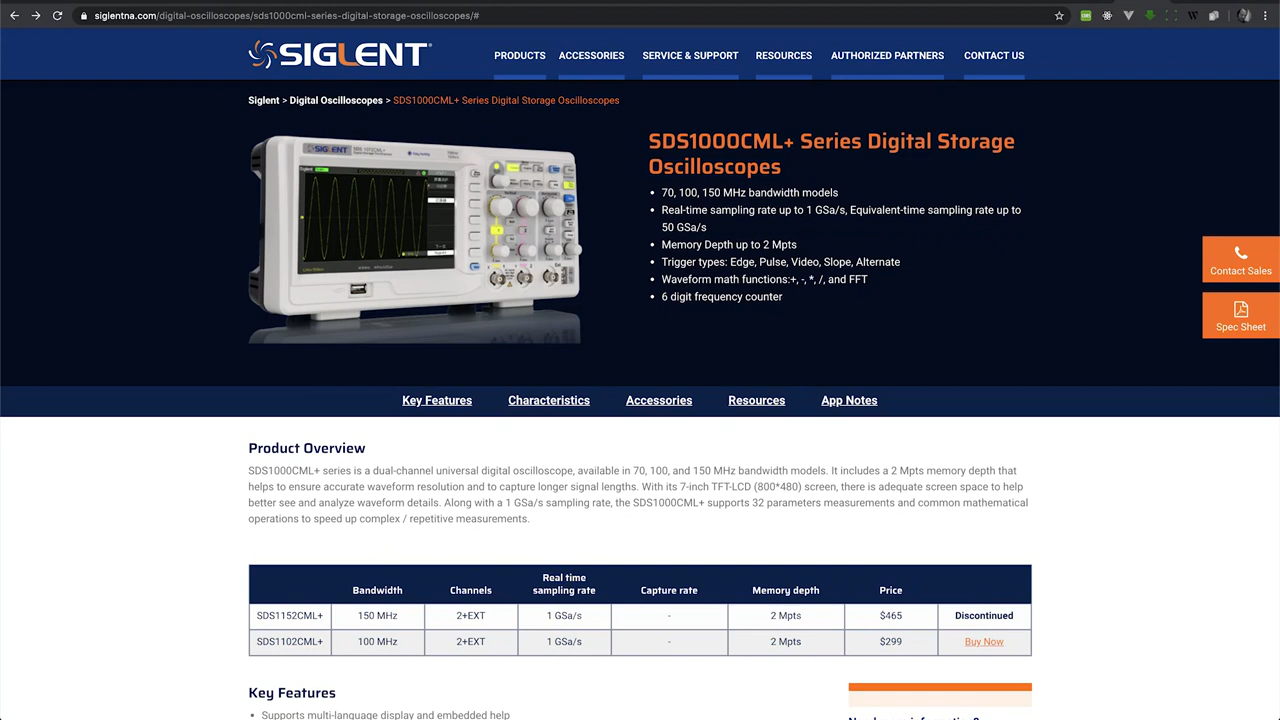 siglentna.com/digital-oscilloscopes/sds1000cml-series-digital-storage-oscilloscopes/#
SIGLENT
PRODUCTS ACCESSORIES SERVICE & SUPPORT RESOURCES AUTHORIZED PARTNERS CONTACT US
Siglent > Digital Oscilloscopes > SDS1000CML+ Series Digital Storage Oscilloscopes
SIGLENT
SDS1000CML+ Series Digital Storage
Oscilloscopes
• 70, 100, 150 MHz bandwidth models
• Real-time sampling rate up to 1 GSa/s, Equivalent-time sampling rate up to
50 GSa/s
• Memory Depth up to 2 Mpts
• Trigger types: Edge, Pulse, Video, Slope, Alternate
• Waveform math functions:+, -, *, /, and FFT
• 6 digit frequency counter
Contact Sales
Spec Sheet
Key Features Characteristics Accessories Resources App Notes
Product Overview
SDS1000CML+ series is a dual-channel universal digital oscilloscope, available in 70, 100, and 150 MHz bandwidth models. It includes a 2 Mpts memory depth that
helps to ensure accurate waveform resolution and to capture longer signal lengths. With its 7-inch TFT-LCD (800*480) screen, there is adequate screen space to help
better see and analyze waveform details. Along with a 1 GSa/s sampling rate, the SDS1000CML+ supports 32 parameters measurements and common mathematical
operations to speed up complex / repetitive measurements.
Bandwidth Channels Real time sampling rate Capture rate Memory depth Price
SDS1152CML+ 150 MHz 2+EXT 1 GSa/s - 2 Mpts $465 Discontinued
SDS1102CML+ 100 MHz 2+EXT 1 GSa/s - 2 Mpts $299 Buy Now
Key Features
• Supports multi-language display and embedded help